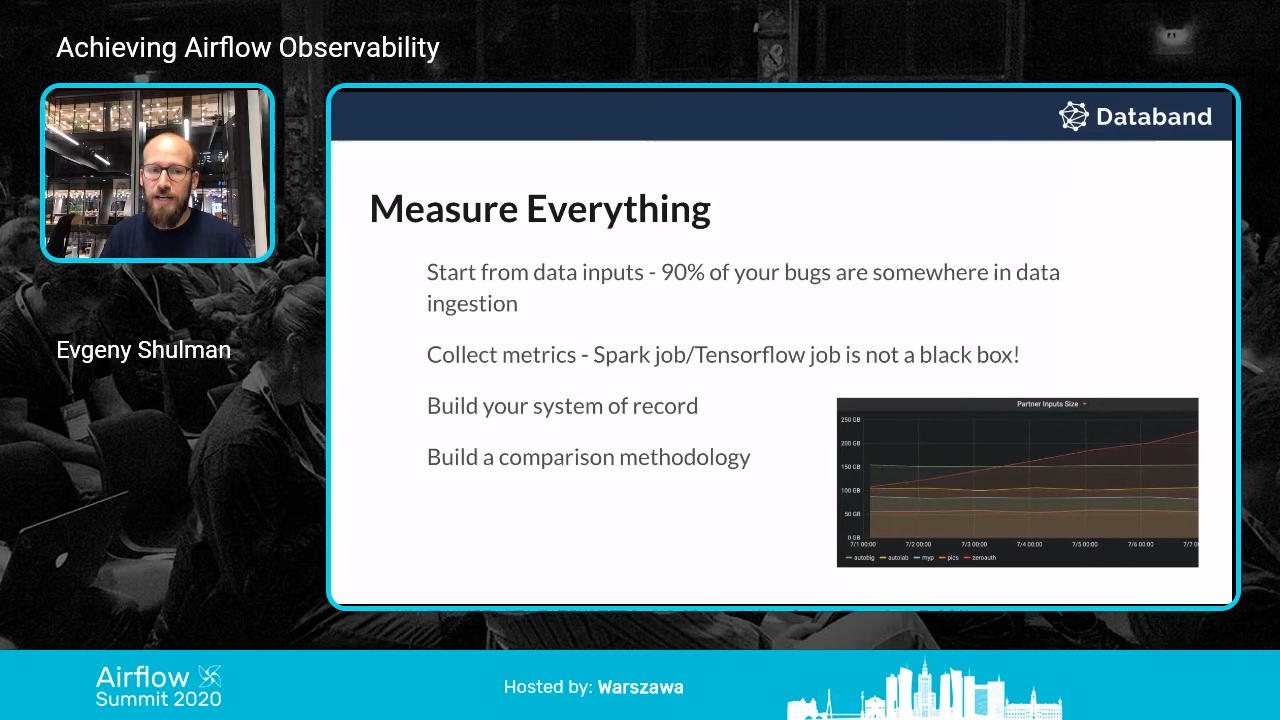 Achieving Airflow Observability
Databand
Measure Everything
Start from data inputs - 90% of your bugs are somewhere in data
ingestion
Collect metrics - Spark job/Tensorflow job is not a black box!
Build your system of record
Build a comparison methodology
Evgeny Shulman
Partner Inputs Size
250 GB
200 GB
150 GB
100 GB
50 GB
0 GB
7/1 00:00 7/2 00:00 7/3 00:00 7/4 00:00 7/5 00:00 7/6 00:00 7/7 0
autobig autolab myp pics zeroauth
Airflow
Summit 2020
Hosted by: Warszawa